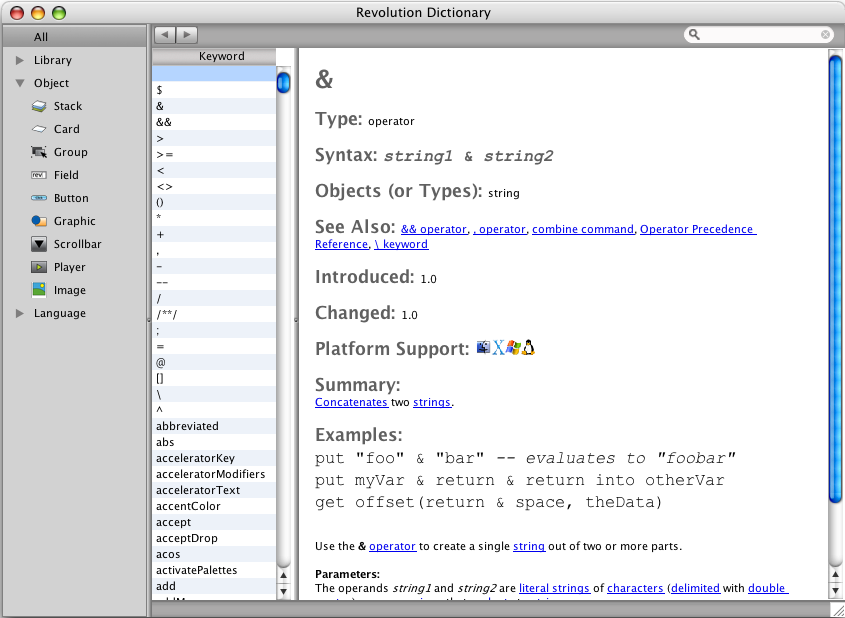 Revolution Dictionary
All
Library
Object
Stack
Card
Group
Field
Button
Graphic
Scrollbar
Player
Image
Language
Keyword
$
&
&&
>
>=
<
<>
()
*
+
,
-
--
/
/**/
;
=
@
[]
\
^
abbreviated
abs
acceleratorKey
acceleratorModifiers
acceleratorText
accentColor
accept
acceptDrop
acos
activatePalettes
add
&
Type: operator
Syntax: string1 & string2
Objects (or Types): string
See Also: && operator, , operator, combine command, Operator Precedence
Reference, \ keyword
Introduced: 1.0
Changed: 1.0
Platform Support:
Summary:
Concatenates two strings.
Examples:
put "foo" & "bar" -- evaluates to "foobar"
put myVar & return & return into otherVar
get offset(return & space, theData)
Use the & operator to create a single string out of two or more parts.
Parameters:
The operands string1 and string2 are literal strings of characters (delimited with double